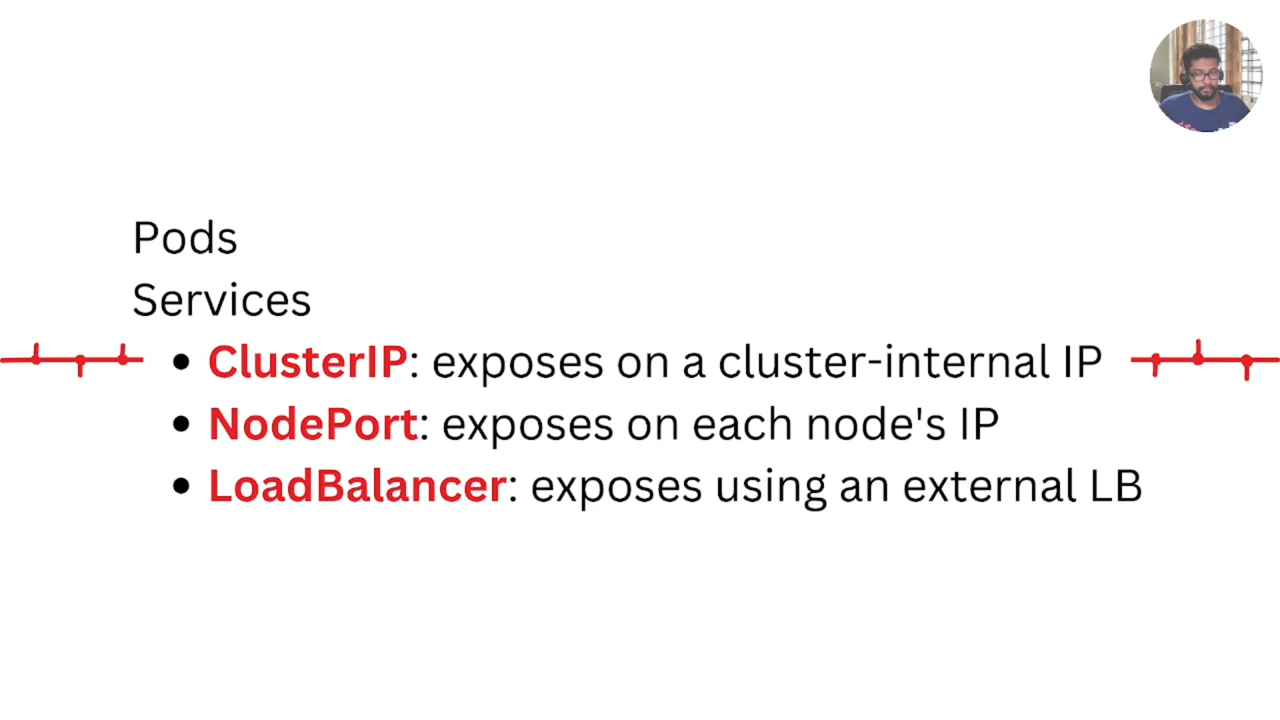 Pods
Services
• ClusterIP: exposes on a cluster-internal IP
• NodePort: exposes on each node's IP
• LoadBalancer: exposes using an external LB